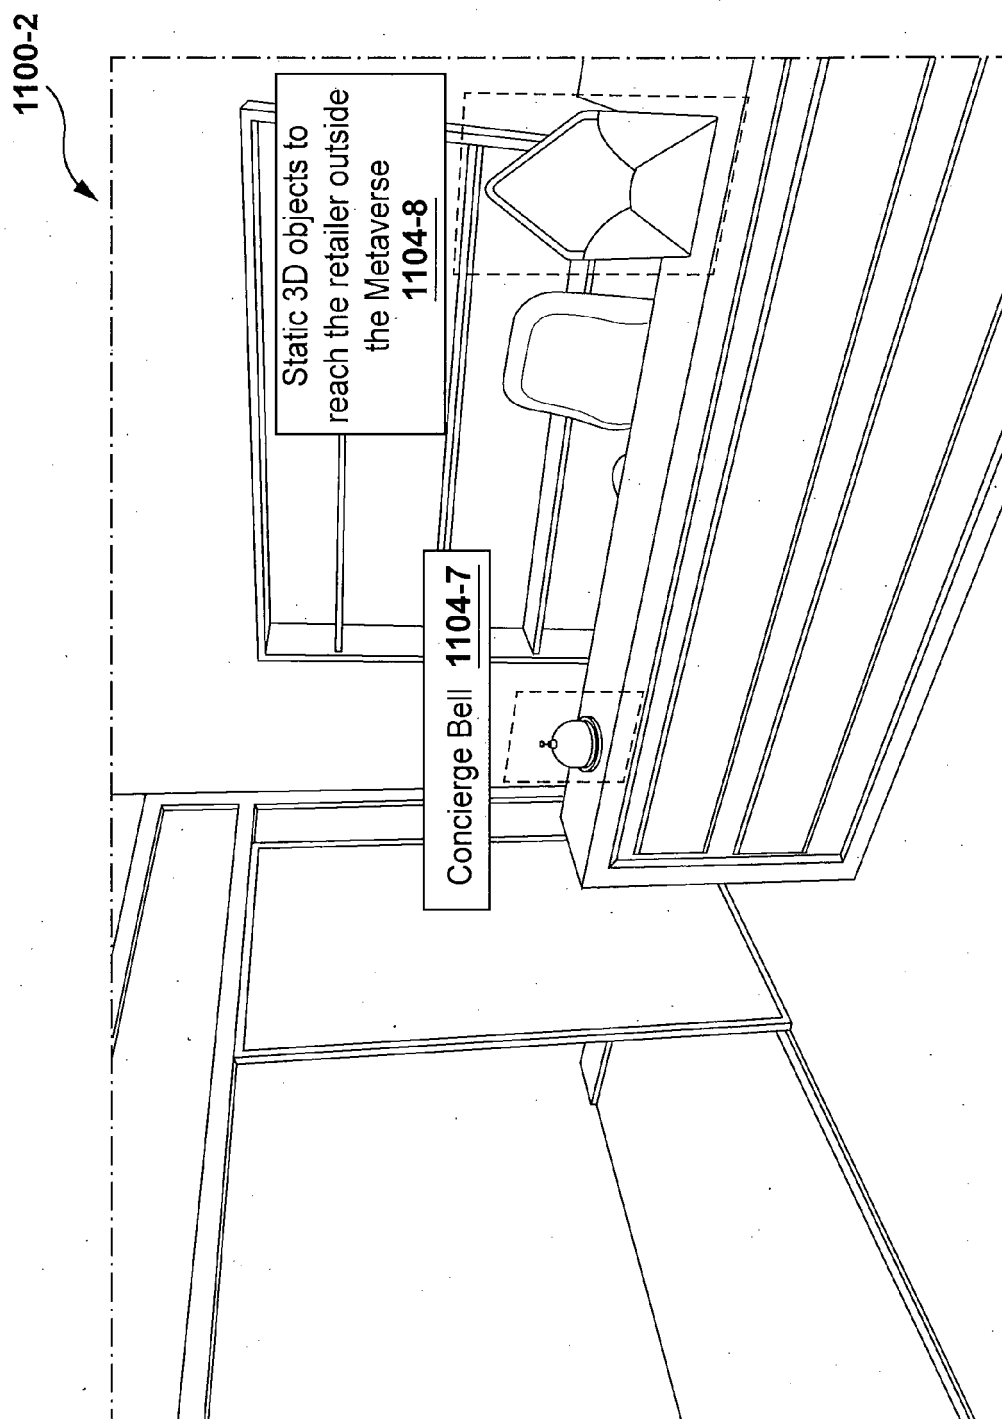 1100-2
Static 3D objects to
reach the retailer outside
the Metaverse
1104-8
Concierge Bell 1104-7